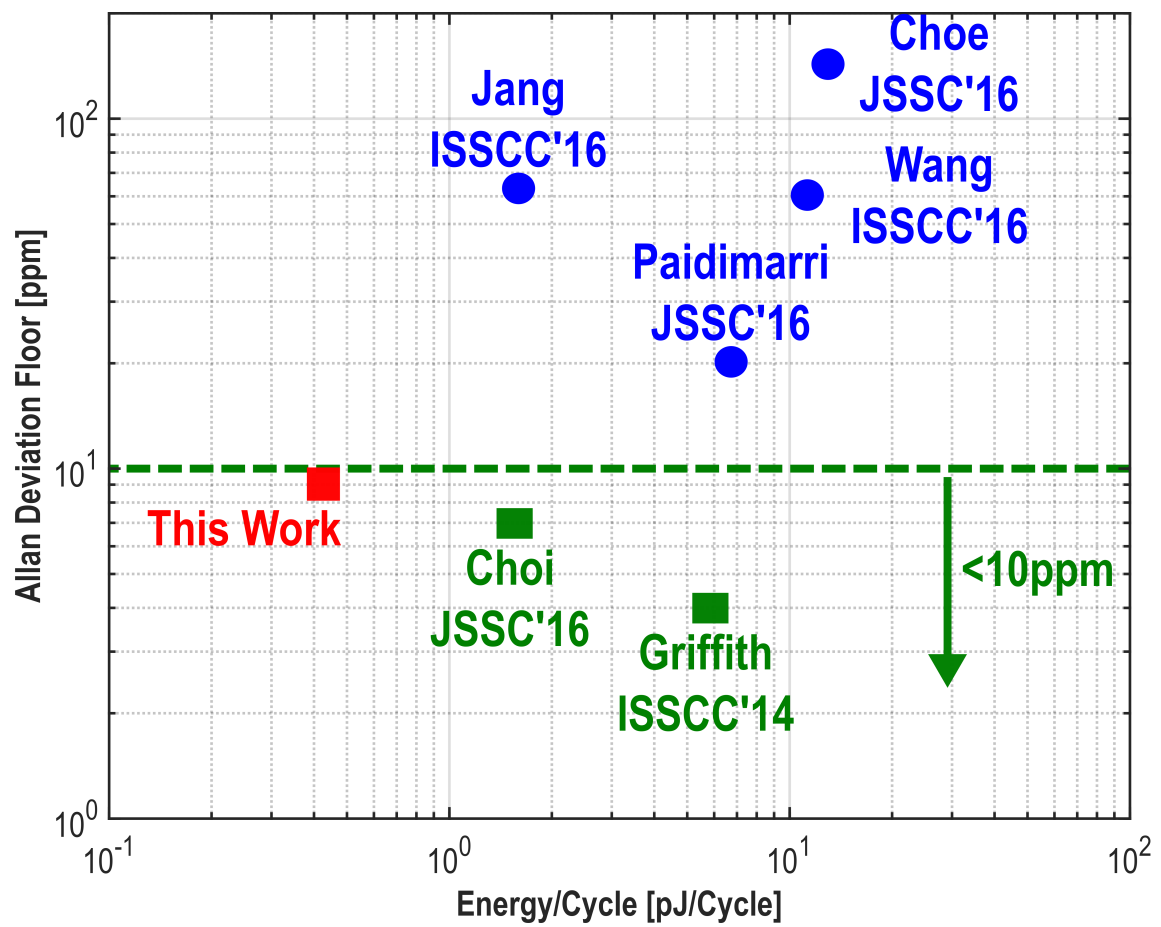 Choe
JSSC'16
Jang
ISSCC'16
Wang
ISSCC'16
Paidimarri
JSSC'16
This Work
Choi
JSSC'16
Griffith
ISSCC'14
<10ppm
10^2
10^1
10^0
10^-1
10^0
10^1
10^2
Allan Deviation Floor [ppm]
Energy/Cycle [pJ/Cycle]